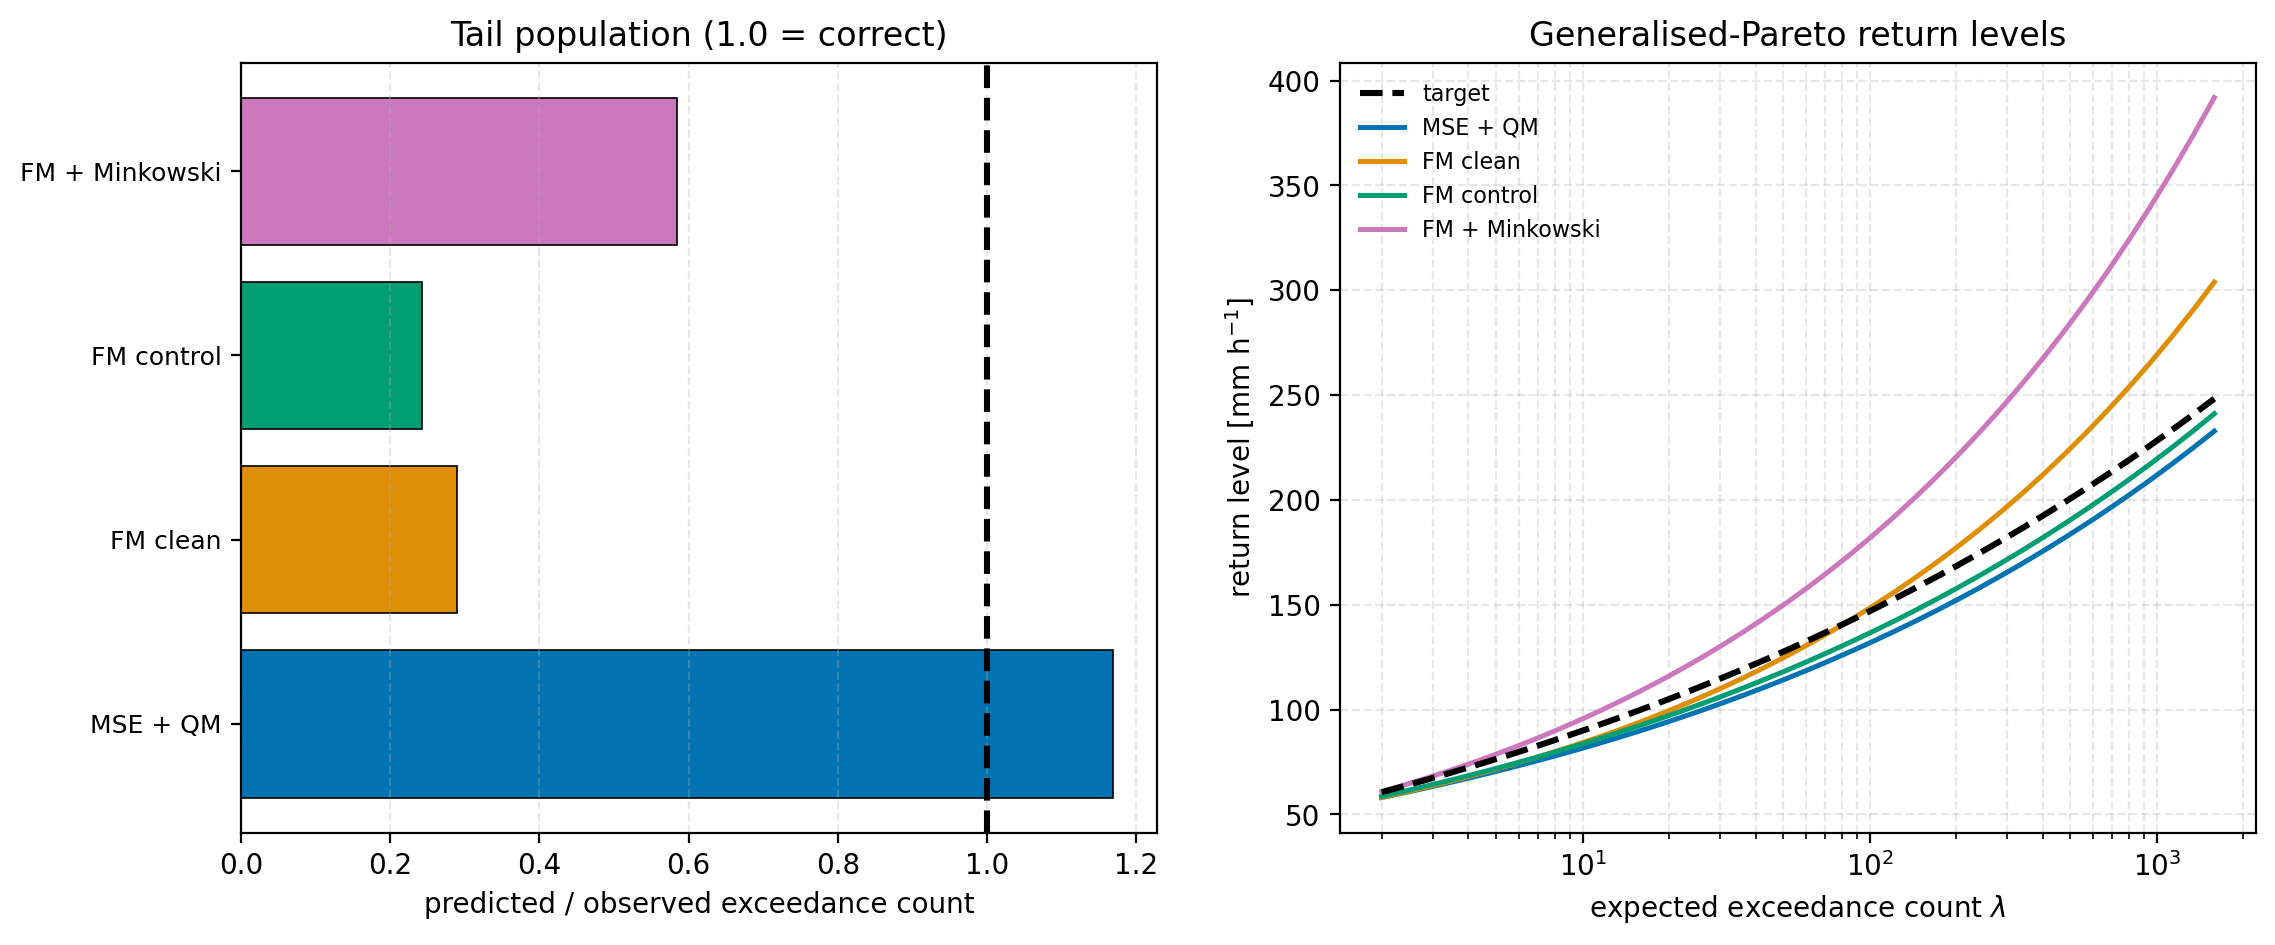 Tail population (1.0 = correct)
FM + Minkowski
FM control
FM clean
MSE + QM
0.0 0.2 0.4 0.6 0.8 1.0 1.2
predicted / observed exceedance count
Generalised-Pareto return levels
400
350
300
250
200
150
100
50
return level [mm h⁻¹]
target
MSE + QM
FM clean
FM control
FM + Minkowski
10¹ 10² 10³
expected exceedance count λ